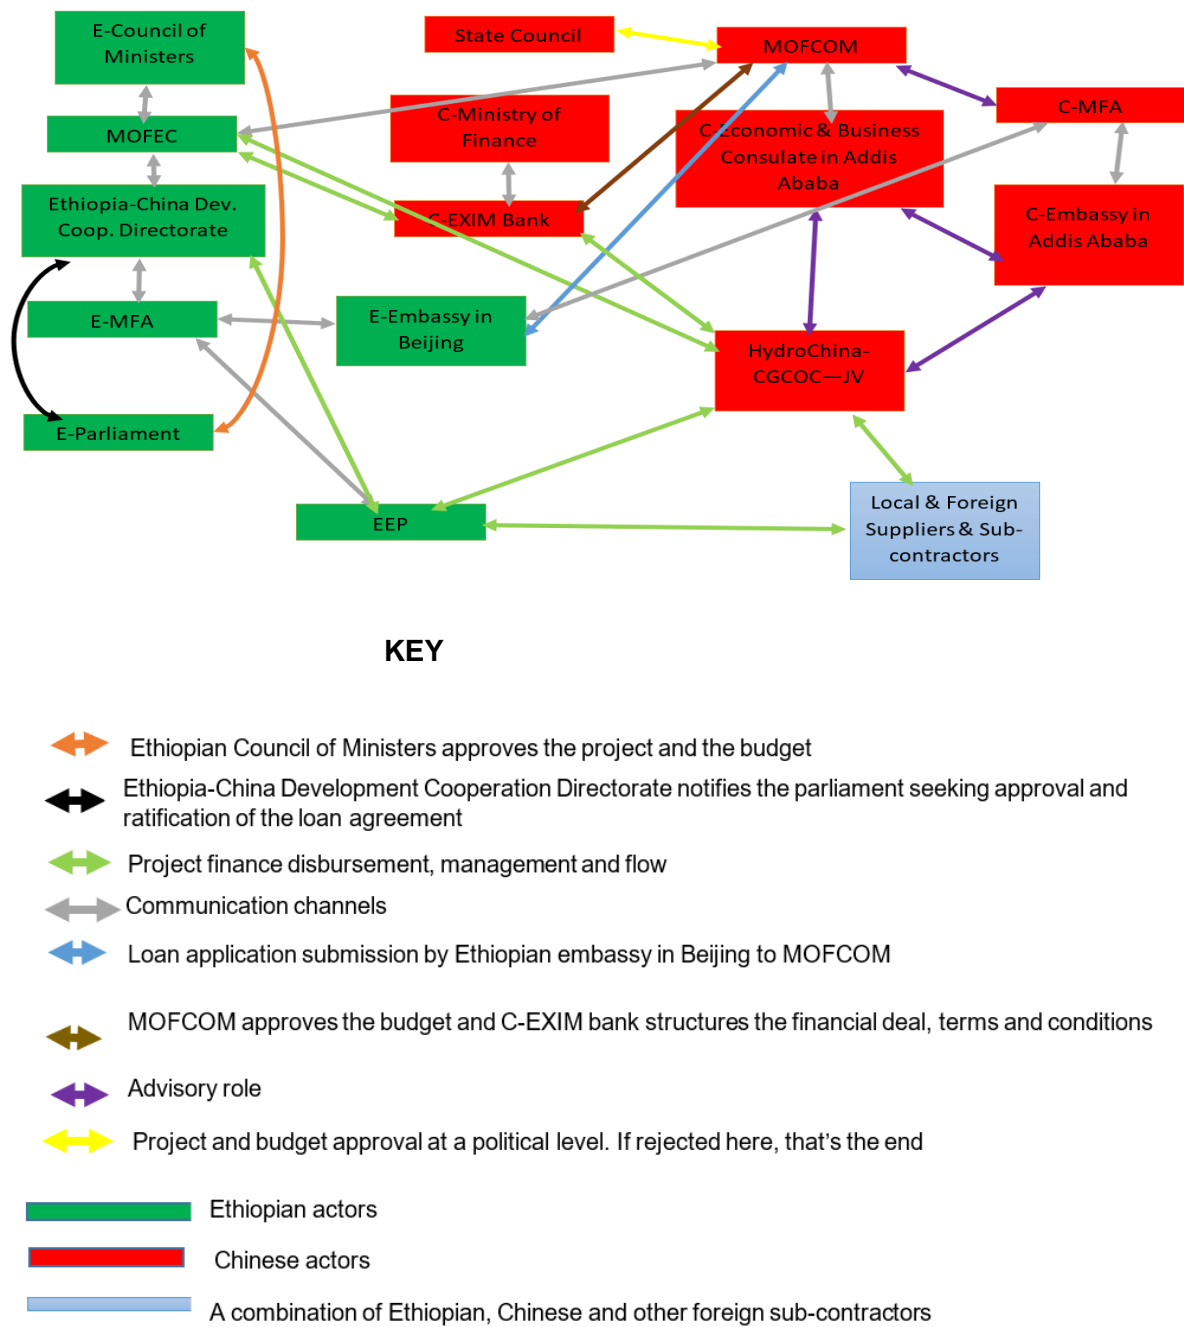 E-Council of
Ministers
State Council
MOFCOM
C-MFA
C-Ministry of
Finance
MOFEC
C-Economic & Business
Consulate in Addis
Ababa
Ethiopia-China Dev.
Coop. Directorate
C-EXIM Bank
C-Embassy in
Addis Ababa
E-MFA
E-Embassy in
Beijing
HydroChina-
CGCOC—JV
E-Parliament
EEP
Local & Foreign
Suppliers & Sub-
contractors
KEY
Ethiopian Council of Ministers approves the project and the budget
Ethiopia-China Development Cooperation Directorate notifies the parliament seeking approval and
ratification of the loan agreement
Project finance disbursement, management and flow
Communication channels
Loan application submission by Ethiopian embassy in Beijing to MOFCOM
MOFCOM approves the budget and C-EXIM bank structures the financial deal, terms and conditions
Advisory role
Project and budget approval at a political level. If rejected here, that's the end
Ethiopian actors
Chinese actors
A combination of Ethiopian, Chinese and other foreign sub-contractors